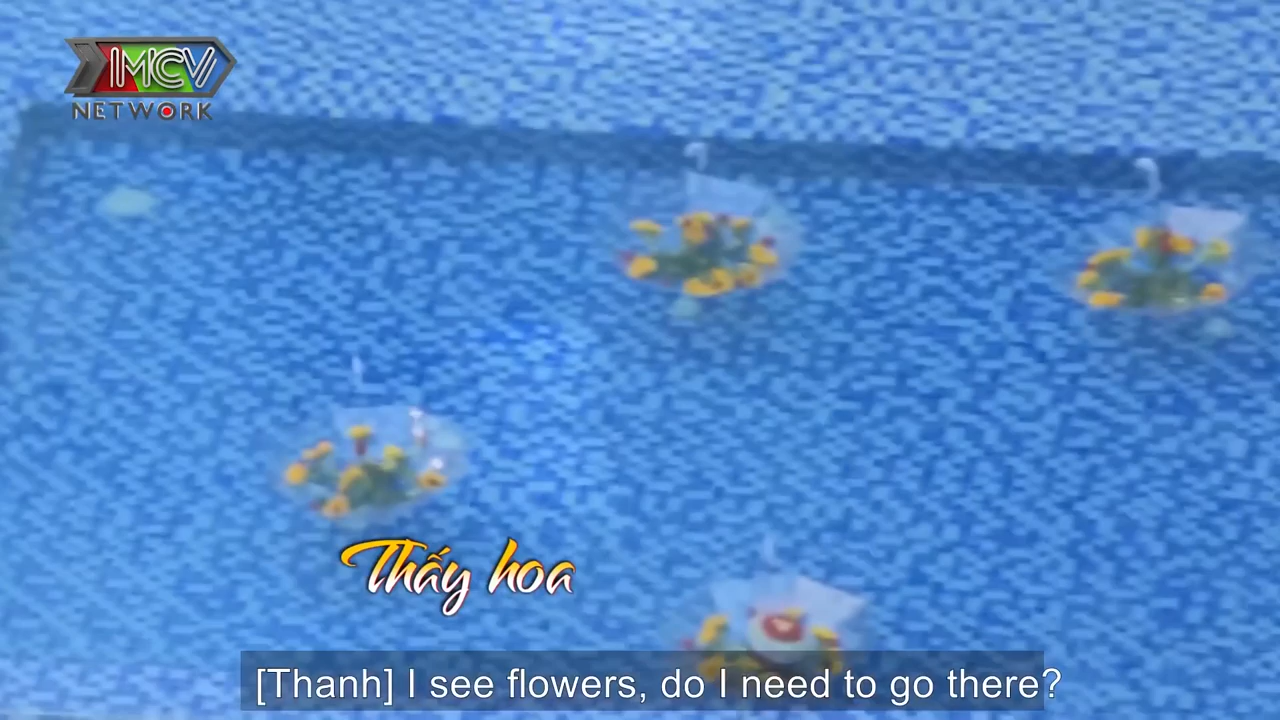 MCV
NETWORK
Thấy hoa
[Thanh] I see flowers, do I need to go there?